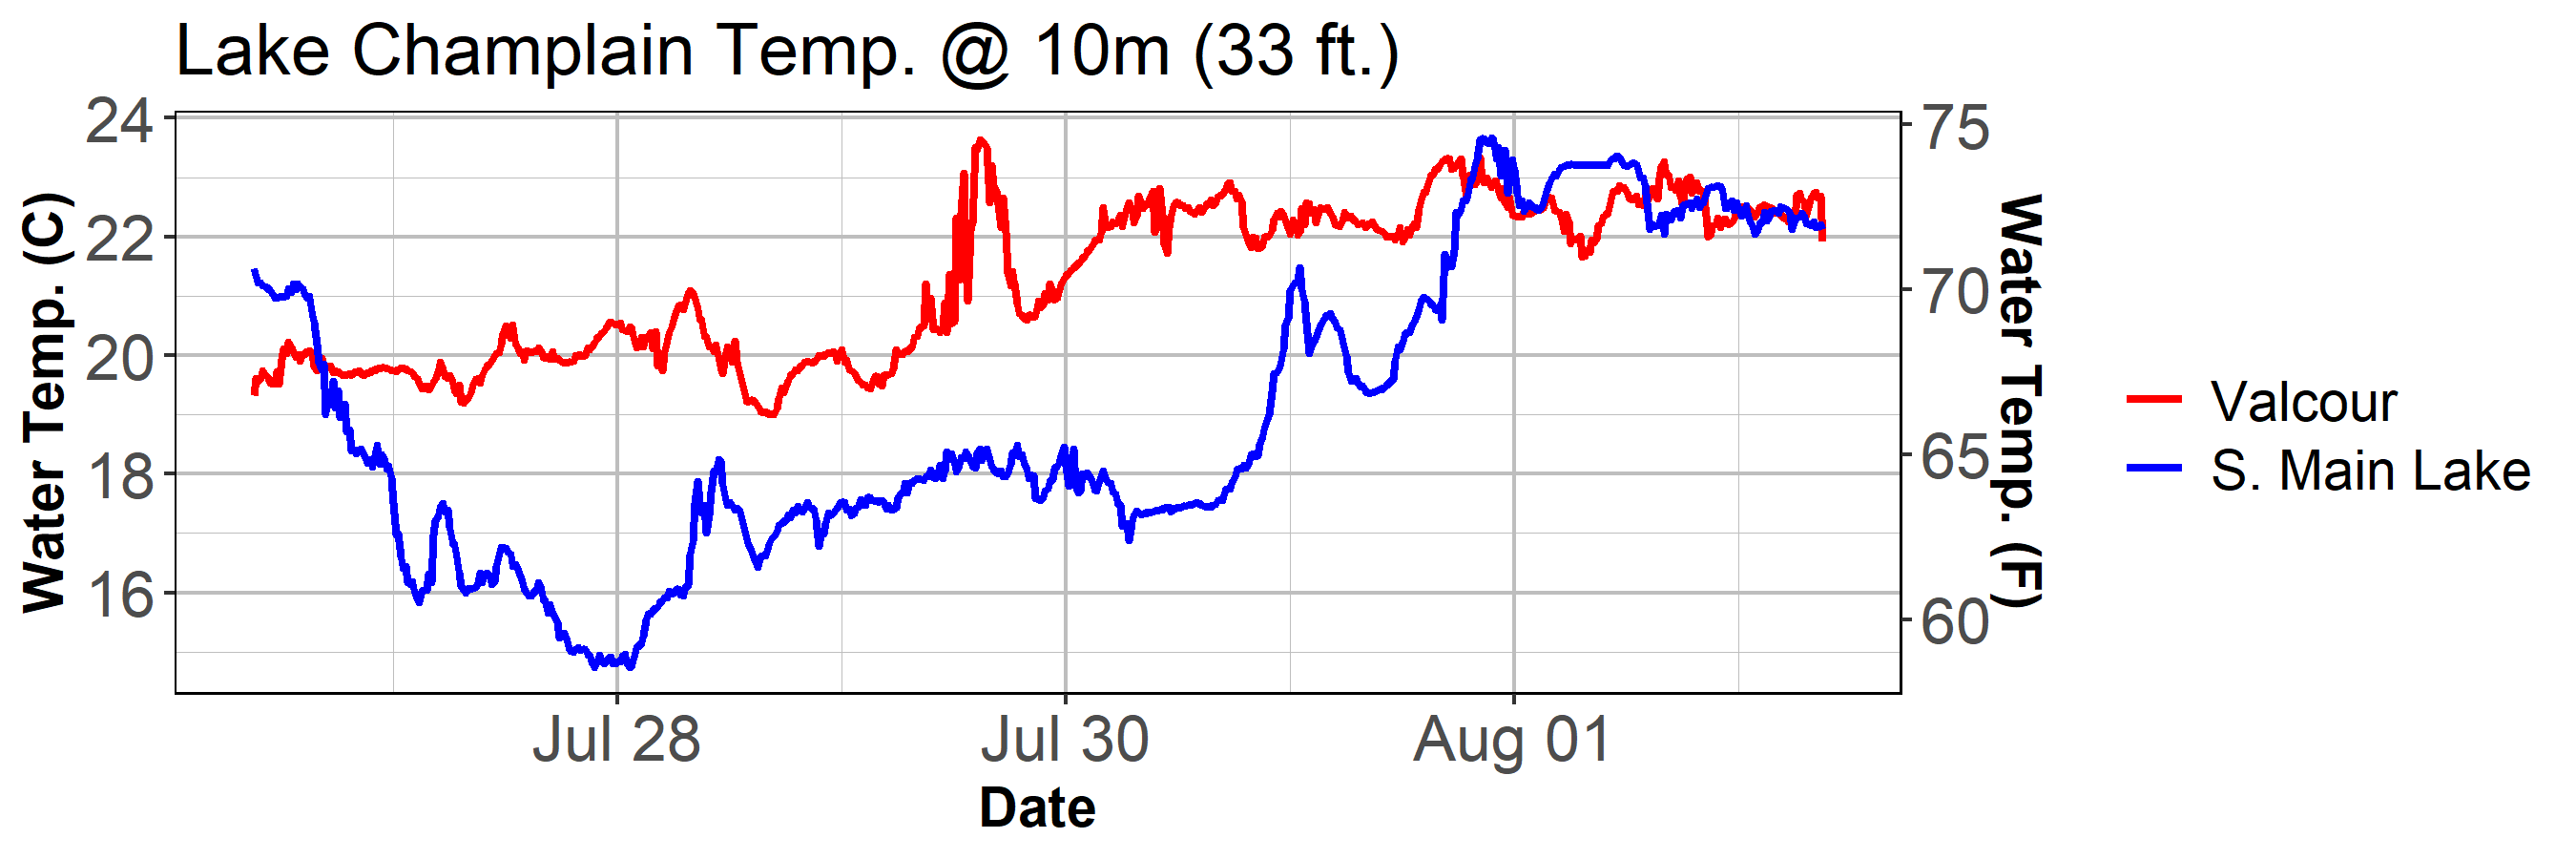 Lake Champlain Temp. @ 10m (33 ft.)
Water Temp. (C)
24
22
20
18
16
75
70
65
60
Water Temp. (F)
Jul 28
Jul 30
Aug 01
Date
Valcour
S. Main Lake